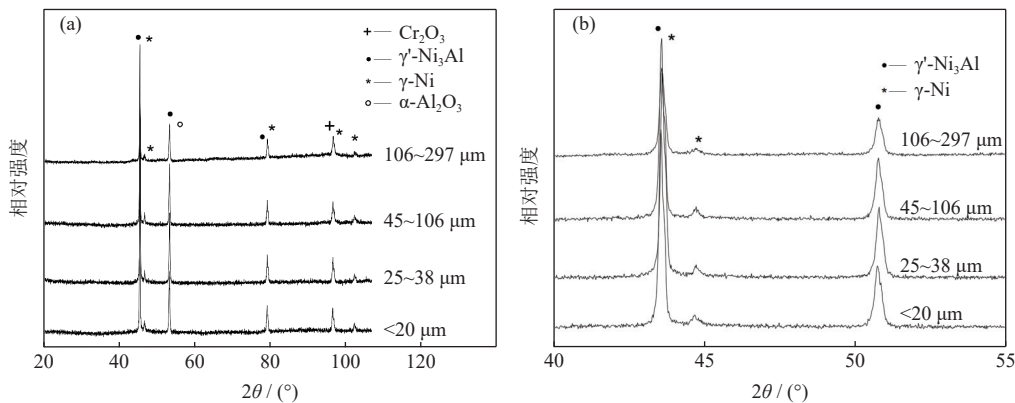 (a)
+— Cr₂O₃
•— γ'-Ni₃Al
*— γ-Ni
○— α-Al₂O₃
• *
*
•
○
• *
+
*
*
106~297 μm
45~106 μm
25~38 μm
<20 μm
相对强度
20 40 60 80 100 120
2θ / (°)
(b)
•— γ'-Ni₃Al
*— γ-Ni
•
*
*
•
106~297 μm
45~106 μm
25~38 μm
<20 μm
相对强度
40 45 50 55
2θ / (°)